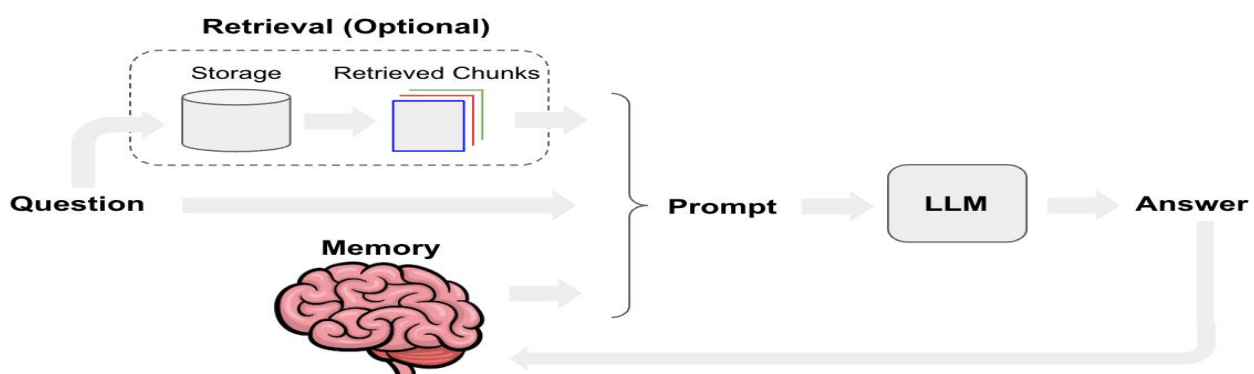 Retrieval (Optional)
Storage
Retrieved Chunks
Question
Prompt
LLM
Answer
Memory